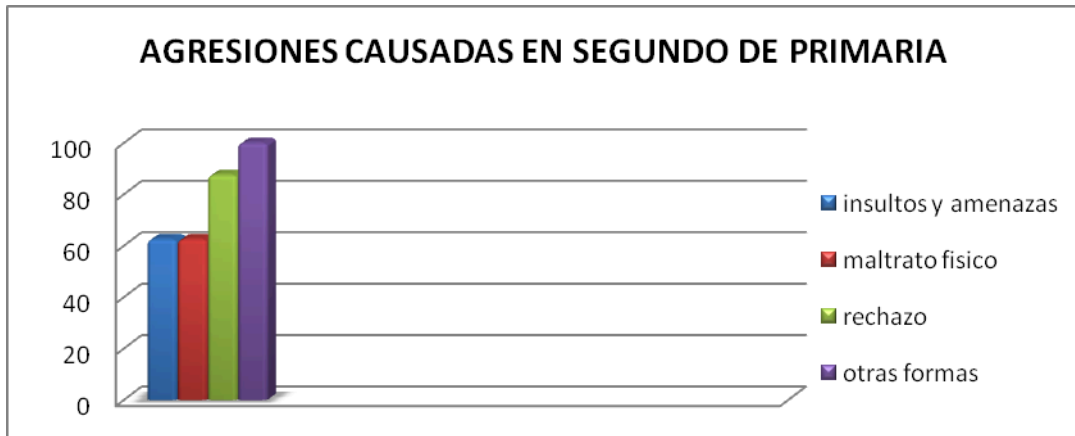 AGRESIONES CAUSADAS EN SEGUNDO DE PRIMARIA
100
80
60
40
20
0
insultos y amenazas
maltrato fisico
rechazo
otras formas